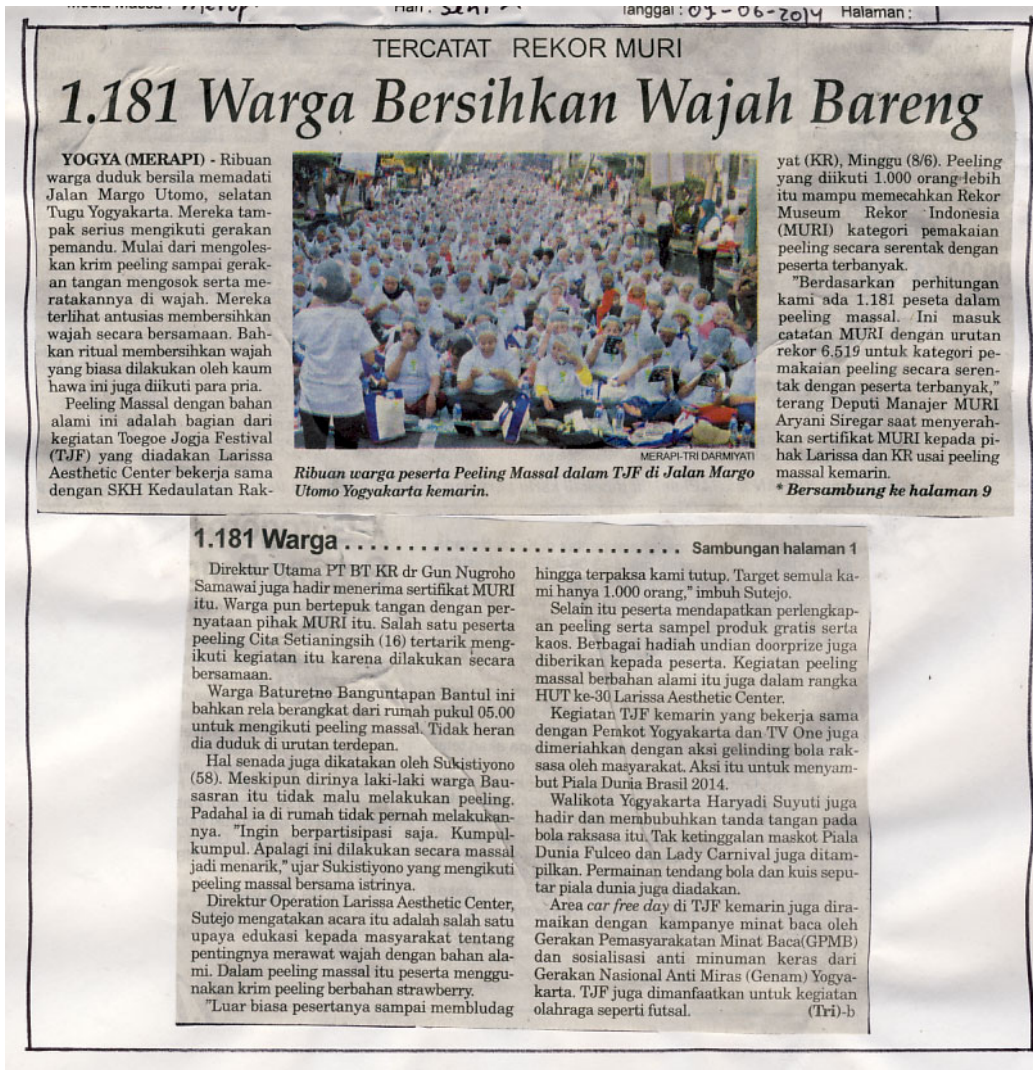 Hari : Senin
Tanggal : 09-06-2014 Halaman : 1
TERCATAT REKOR MURI
1.181 Warga Bersihkan Wajah Bareng
YOGYA (MERAPI) - Ribuan
warga duduk bersila memadati
Jalan Margo Utomo, selatan
Tugu Yogyakarta. Mereka tam-
pak serius mengikuti gerakan
pemandu. Mulai dari mengoles-
kan krim peeling sampai gerak-
an tangan mengosok serta me-
ratakannya di wajah. Mereka
terlihat antusias membersihkan
wajah secara bersamaan. Bah-
kan ritual membersihkan wajah
yang biasa dilakukan oleh kaum
hawa ini juga diikuti para pria.
Peeling Massal dengan bahan
alami ini adalah bagian dari
kegiatan Toegoe Jogja Festival
(TJF) yang diadakan Larissa
Aesthetic Center bekerja sama
dengan SKH Kedaulatan Rak-
MERAPI-TRI DARMIYATI
Ribuan warga peserta Peeling Massal dalam TJF di Jalan Margo
Utomo Yogyakarta kemarin.
yat (KR), Minggu (8/6). Peeling
yang diikuti 1.000 orang lebih
itu mampu memecahkan Rekor
Museum Rekor Indonesia
(MURI) kategori pemakaian
peeling secara serentak dengan
peserta terbanyak.
"Berdasarkan perhitungan
kami ada 1.181 peseta dalam
peeling massal. Ini masuk
catatan MURI dengan urutan
rekor 6.519 untuk kategori pe-
makaian peeling secara seren-
tak dengan peserta terbanyak,"
terang Deputi Manajer MURI
Aryani Siregar saat menyerah-
kan sertifikat MURI kepada pi-
hak Larissa dan KR usai peeling
massal kemarin.
* Bersambung ke halaman 9
1.181 Warga . . . . . . . . . . . . . . . . . . . . . . . . . . . Sambungan halaman 1
Direktur Utama PT BT KR dr Gun Nugroho
Samawai juga hadir menerima sertifikat MURI
itu. Warga pun bertepuk tangan dengan per-
nyataan pihak MURI itu. Salah satu peserta
peeling Cita Setianingsih (16) tertarik meng-
ikuti kegiatan itu karena dilakukan secara
bersamaan.
Warga Baturetno Banguntapan Bantul ini
bahkan rela berangkat dari rumah pukul 05.00
untuk mengikuti peeling massal. Tidak heran
dia duduk di urutan terdepan.
Hal senada juga dikatakan oleh Sukistiyono
(58). Meskipun dirinya laki-laki warga Bau-
sasran itu tidak malu melakukan peeling.
Padahal ia di rumah tidak pernah melakukan-
nya. "Ingin berpartisipasi saja. Kumpul-
kumpul. Apalagi ini dilakukan secara massal
jadi menarik," ujar Sukistiyono yang mengikuti
peeling massal bersama istrinya.
Direktur Operation Larissa Aesthetic Center,
Sutejo mengatakan acara itu adalah salah satu
upaya edukasi kepada masyarakat tentang
pentingnya merawat wajah dengan bahan ala-
mi. Dalam peeling massal itu peserta menggu-
nakan krim peeling berbahan strawberry.
"Luar biasa pesertanya sampai membludag
hingga terpaksa kami tutup. Target semula ka-
mi hanya 1.000 orang," imbuh Sutejo.
Selain itu peserta mendapatkan perlengkap-
an peeling serta sampel produk gratis serta
kaos. Berbagai hadiah undian doorprize juga
diberikan kepada peserta. Kegiatan peeling
massal berbahan alami itu juga dalam rangka
HUT ke-30 Larissa Aesthetic Center.
Kegiatan TJF kemarin yang bekerja sama
dengan Pemkot Yogyakarta dan TV One juga
dimeriahkan dengan aksi gelinding bola rak-
sasa oleh masyarakat. Aksi itu untuk menyam-
but Piala Dunia Brasil 2014.
Walikota Yogyakarta Haryadi Suyuti juga
hadir dan membubuhkan tanda tangan pada
bola raksasa itu. Tak ketinggalan maskot Piala
Dunia Fulceo dan Lady Carnival juga ditam-
pilkan. Permainan tendang bola dan kuis sepu-
tar piala dunia juga diadakan.
Area car free day di TJF kemarin juga dira-
maikan dengan kampanye minat baca oleh
Gerakan Pemasyarakatan Minat Baca(GPMB)
dan sosialisasi anti minuman keras dari
Gerakan Nasional Anti Miras (Genam) Yogya-
karta. TJF juga dimanfaatkan untuk kegiatan
olahraga seperti futsal. (Tri)-b